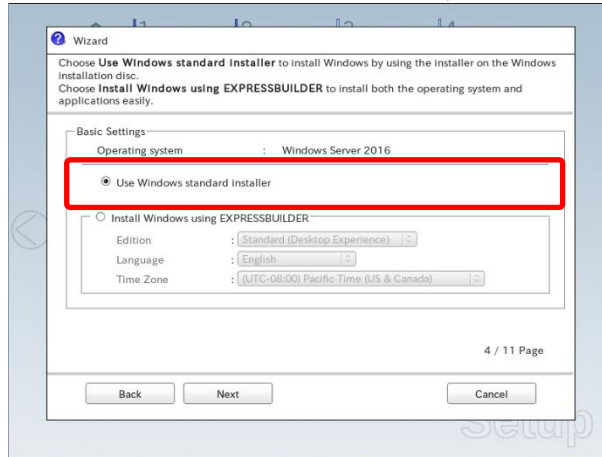 Wizard
Choose Use Windows standard installer to install Windows by using the installer on the Windows
installation disc.
Choose Install Windows using EXPRESSBUILDER to install both the operating system and
applications easily.
Basic Settings
Operating system : Windows Server 2016
Use Windows standard installer
Install Windows using EXPRESSBUILDER
Edition : Standard (Desktop Experience)
Language : English
Time Zone : (UTC-08:00) Pacific Time (US & Canada)
4 / 11 Page
Back Next Cancel
Setup